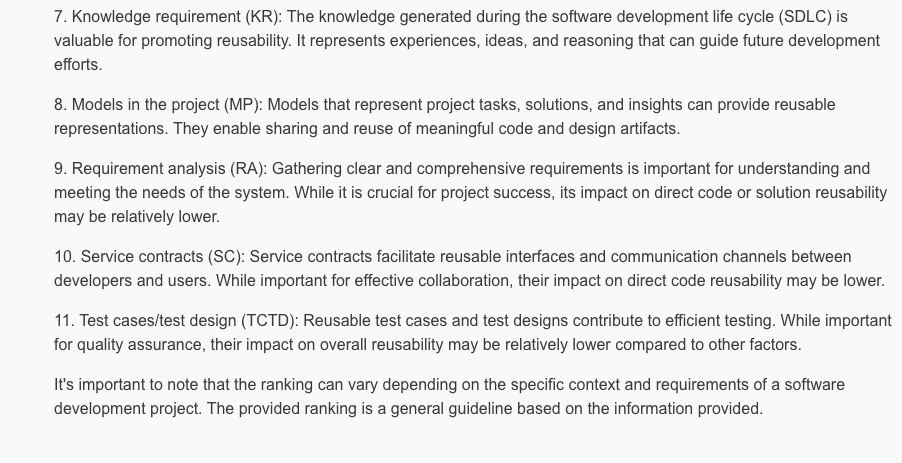 7. Knowledge requirement (KR): The knowledge generated during the software development life cycle (SDLC) is
valuable for promoting reusability. It represents experiences, ideas, and reasoning that can guide future development
efforts.
8. Models in the project (MP): Models that represent project tasks, solutions, and insights can provide reusable
representations. They enable sharing and reuse of meaningful code and design artifacts.
9. Requirement analysis (RA): Gathering clear and comprehensive requirements is important for understanding and
meeting the needs of the system. While it is crucial for project success, its impact on direct code or solution reusability
may be relatively lower.
10. Service contracts (SC): Service contracts facilitate reusable interfaces and communication channels between
developers and users. While important for effective collaboration, their impact on direct code reusability may be lower.
11. Test cases/test design (TCTD): Reusable test cases and test designs contribute to efficient testing. While important
for quality assurance, their impact on overall reusability may be relatively lower compared to other factors.
It's important to note that the ranking can vary depending on the specific context and requirements of a software
development project. The provided ranking is a general guideline based on the information provided.